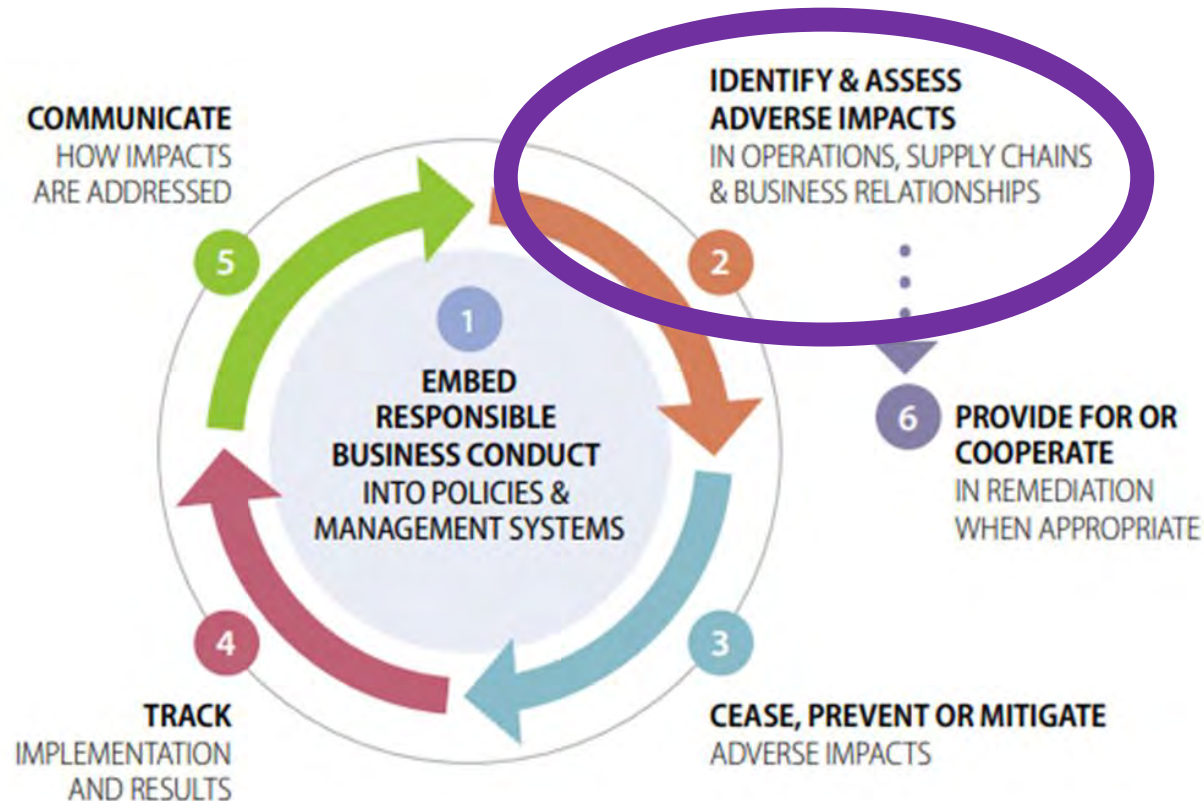 COMMUNICATE
HOW IMPACTS
ARE ADDRESSED
5
1
EMBED
RESPONSIBLE
BUSINESS CONDUCT
INTO POLICIES &
MANAGEMENT SYSTEMS
IDENTIFY & ASSESS
ADVERSE IMPACTS
IN OPERATIONS, SUPPLY CHAINS
& BUSINESS RELATIONSHIPS
2
6
PROVIDE FOR OR
COOPERATE
IN REMEDIATION
WHEN APPROPRIATE
3
CEASE, PREVENT OR MITIGATE
ADVERSE IMPACTS
4
TRACK
IMPLEMENTATION
AND RESULTS